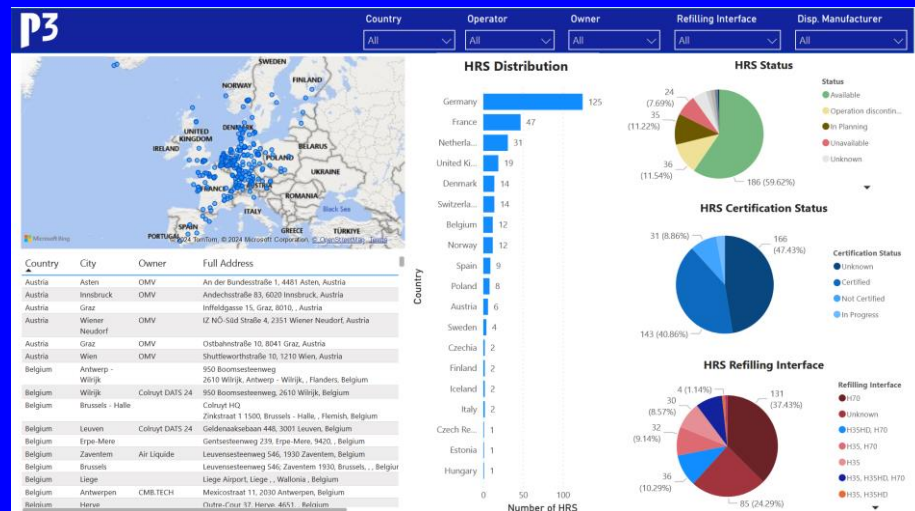 P3
Country Operator Owner Refilling Interface Disp. Manufacturer
All All All All All
SWEDEN
FINLAND
NORWAY
UNITED
KINGDOM
DENMARK
IRELAND
BELARUS
POLAND
UKRAINE
FRANCE
AUSTRIA
ROMANIA
ITALY
Black Sea
SPAIN
PORTUGAL
GREECE
TÜRKIYE
Microsoft Bing
© 2024 TomTom, © 2024 Microsoft Corporation, © OpenStreetMap Terms
Country City Owner Full Address
Austria Asten OMV An der Bundesstraße 1, 4481 Asten, Austria
Austria Innsbruck OMV Andechsstraße 83, 6020 Innsbruck, Austria
Austria Graz Inffeldgasse 15, Graz, 8010, , Austria
Austria Wiener Neudorf OMV IZ NÖ-Süd Straße 4, 2351 Wiener Neudorf, Austria
Austria Graz OMV Ostbahnstraße 10, 8041 Graz, Austria
Austria Wien OMV Shuttleworthstraße 10, 1210 Wien, Austria
Belgium Antwerp - Wilrijk 950 Boomsesteenweg
2610 Wilrijk, Antwerp - Wilrijk, , Flanders, Belgium
Belgium Wilrijk Colruyt DATS 24 950 Boomsesteenweg, 2610 Wilrijk, Belgium
Belgium Brussels - Halle Colruyt HQ
Zinkstraat 1 1500, Brussels - Halle, , Flemish, Belgium
Belgium Leuven Colruyt DATS 24 Geldenaaksebaan 448, 3001 Leuven, Belgium
Belgium Erpe-Mere Gentsesteenweg 239, Erpe-Mere, 9420, , Belgium
Belgium Zaventem Air Liquide Leuvensesteenweg 546, 1930 Zaventem, Belgium
Belgium Brussels Leuvensesteenweg 546; Zaventem 1930, Brussels, , , Belgiur
Belgium Liege Liege Airport, Liege , , Wallonia , Belgium
Belgium Antwerpen CMB.TECH Mexicostraat 11, 2030 Antwerpen, Belgium
Belgium Herve Outre-Cour 37, Herve, 4651, , Belgium
HRS Distribution
Country
Germany 125
France 47
Netherla... 31
United Ki... 19
Denmark 14
Switzerla... 14
Belgium 12
Norway 12
Spain 9
Poland 8
Austria 6
Sweden 4
Czechia 2
Finland 2
Iceland 2
Italy 2
Czech Re... 1
Estonia 1
Hungary 1
0 50 100
Number of HRS
HRS Status
24
(7.69%)
35
(11.22%)
36
(11.54%)
186 (59.62%)
Status
Available
Operation discontin...
In Planning
Unavailable
Unknown
HRS Certification Status
31 (8.86%)
166
(47.43%)
143 (40.86%)
Certification Status
Unknown
Certified
Not Certified
In Progress
HRS Refilling Interface
4 (1.14%)
30
(8.57%)
32
(9.14%)
36
(10.29%)
131
(37.43%)
85 (24.29%)
Refilling Interface
H70
Unknown
H35HD, H70
H35, H70
H35
H35, H35HD, H70
H35, H35HD